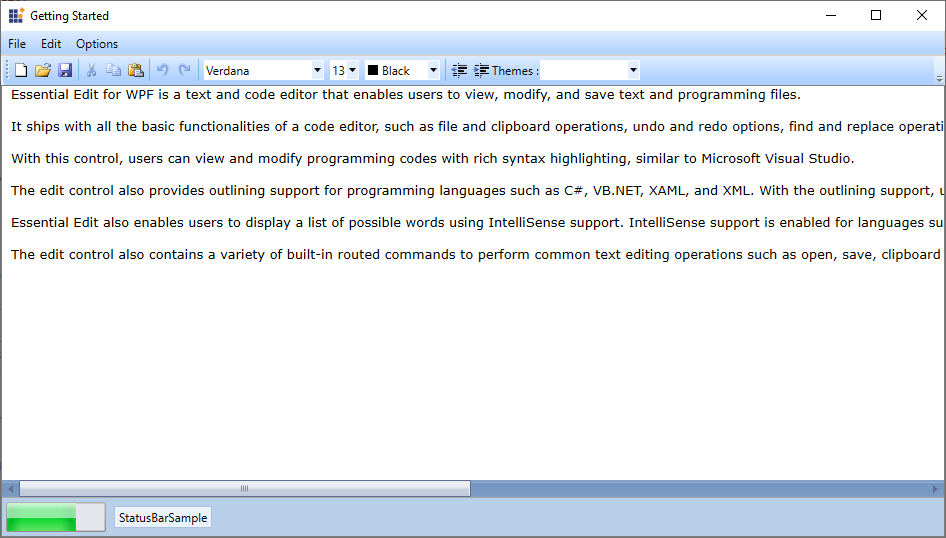 Getting Started
File Edit Options
Verdana 13 Black Themes :
Essential Edit for WPF is a text and code editor that enables users to view, modify, and save text and programming files.
It ships with all the basic functionalities of a code editor, such as file and clipboard operations, undo and redo options, find and replace operati
With this control, users can view and modify programming codes with rich syntax highlighting, similar to Microsoft Visual Studio.
The edit control also provides outlining support for programming languages such as C#, VB.NET, XAML, and XML. With the outlining support, u
Essential Edit also enables users to display a list of possible words using IntelliSense support. IntelliSense support is enabled for languages su
The edit control also contains a variety of built-in routed commands to perform common text editing operations such as open, save, clipboard
StatusBarSample